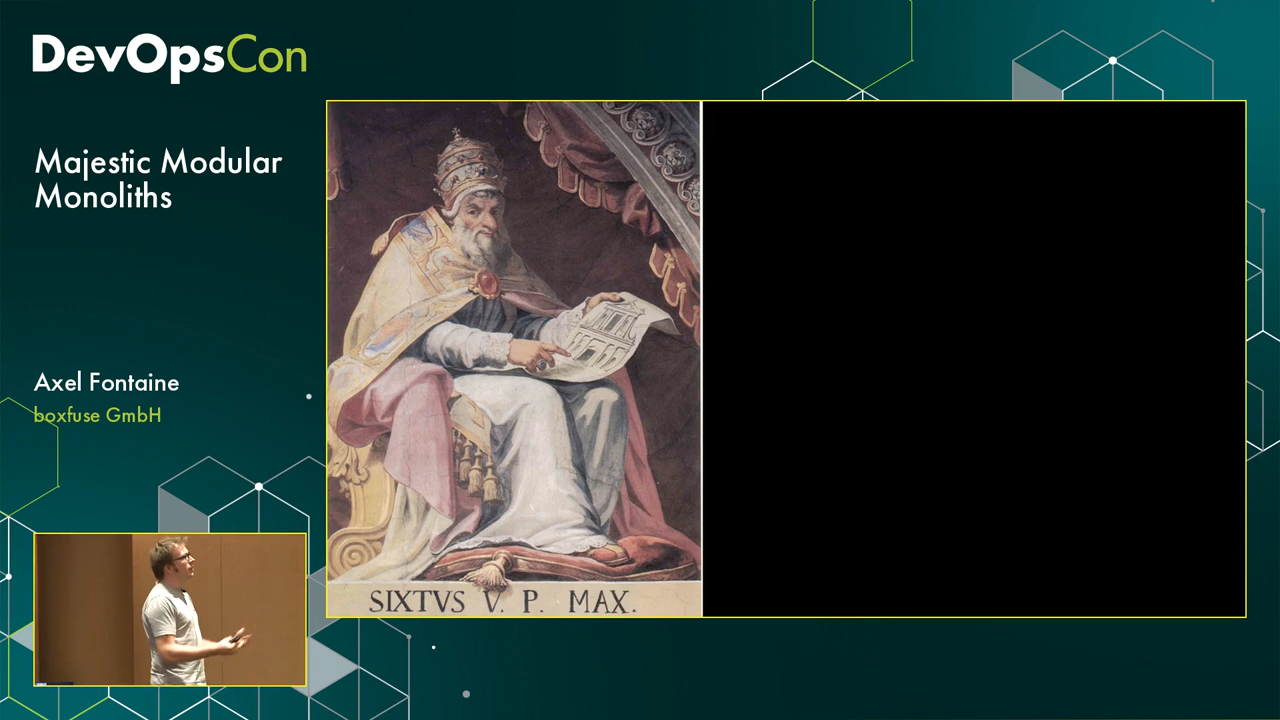 DevOpsCon
Majestic Modular
Monoliths
Axel Fontaine
boxfuse GmbH
SIXTVS V. P. MAX.